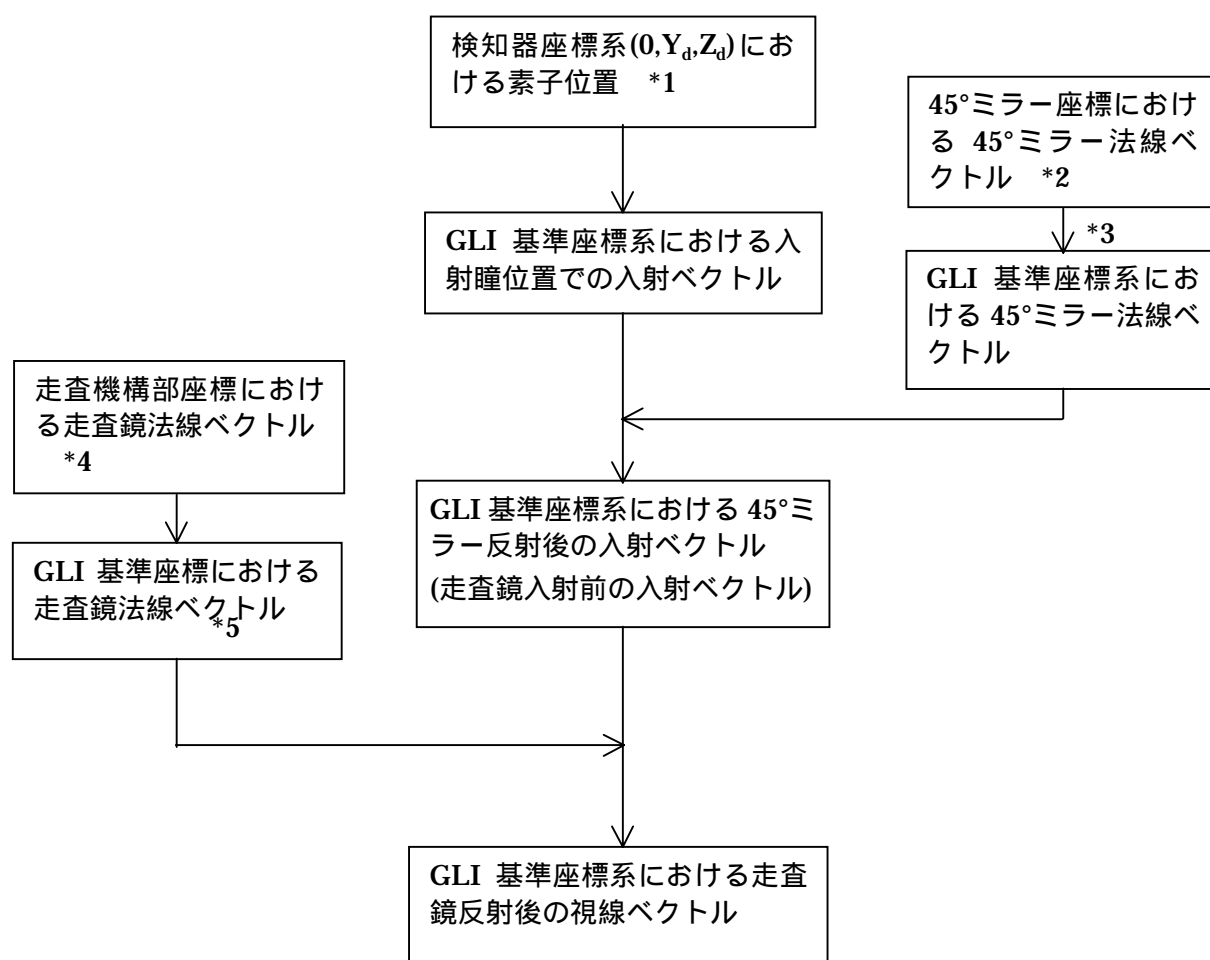 検知器座標系(0,Yd,Zd)にお
ける素子位置 *1
45°ミラー座標におけ
る 45°ミラー法線ベ
クトル *2
*3
GLI 基準座標系における入
射瞳位置での入射ベクトル
GLI 基準座標系にお
ける 45°ミラー法線ベ
クトル
走査機構部座標におけ
る走査鏡法線ベクトル
*4
GLI 基準座標系における 45°ミ
ラー反射後の入射ベクトル
(走査鏡入射前の入射ベクトル)
GLI 基準座標における
走査鏡法線ベクトル
*5
GLI 基準座標系における走査
鏡反射後の視線ベクトル